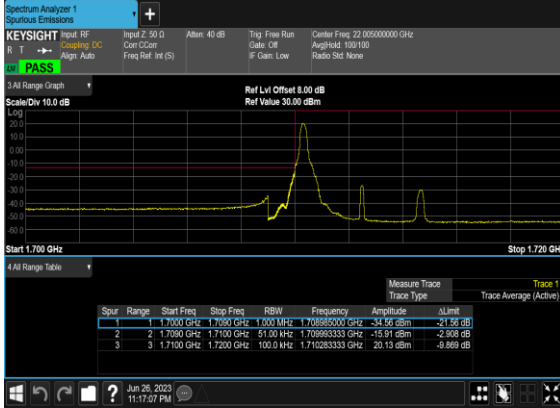 Spectrum Analyzer 1
Spurious Emissions
+
KEYSIGHT Input: RF Input Z: 50 Ω Atten: 40 dB Trig: Free Run Center Freq: 22.005000000 GHz
R T Coupling: DC Corr CCorr Gate: Off Avg|Hold: 100/100
Align: Auto Freq Ref: Int (S) IF Gain: Low Radio Std: None
LXI PASS
3.All Range Graph Ref Lvl Offset 8.00 dB
Scale/Div 10.0 dB Ref Value 30.00 dBm
Log
20.0
10.0
0.00
-10.0
-20.0
-30.0
-40.0
-50.0
-60.0
Start 1.700 GHz Stop 1.720 GH
4.All Range Table
Measure Trace Trace 1
Trace Type Trace Average (Active)
Spur Range Start Freq Stop Freq RBW Frequency Amplitude ΔLimit
1 1 1.7000 GHz 1.7090 GHz 1.000 MHz 1.708985000 GHz -34.56 dBm -21.56 dB
2 2 1.7090 GHz 1.7100 GHz 51.00 kHz 1.709993333 GHz -15.91 dBm -2.908 dB
3 3 1.7100 GHz 1.7200 GHz 100.0 kHz 1.710283333 GHz 20.13 dBm -9.869 dB
? Jun 26, 2023
11:17:07 PM